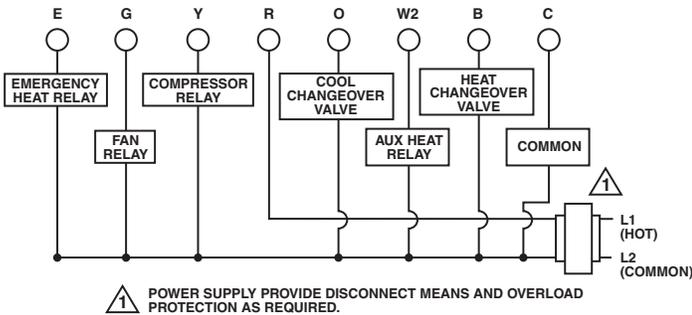 E G Y R O W2 B C
EMERGENCY
HEAT RELAY
COMPRESSOR
RELAY
COOL
CHANGEOVER
VALVE
HEAT
CHANGEOVER
VALVE
FAN
RELAY
AUX HEAT
RELAY
COMMON
1
L1
(HOT)
L2
(COMMON)
1 POWER SUPPLY PROVIDE DISCONNECT MEANS AND OVERLOAD
PROTECTION AS REQUIRED.